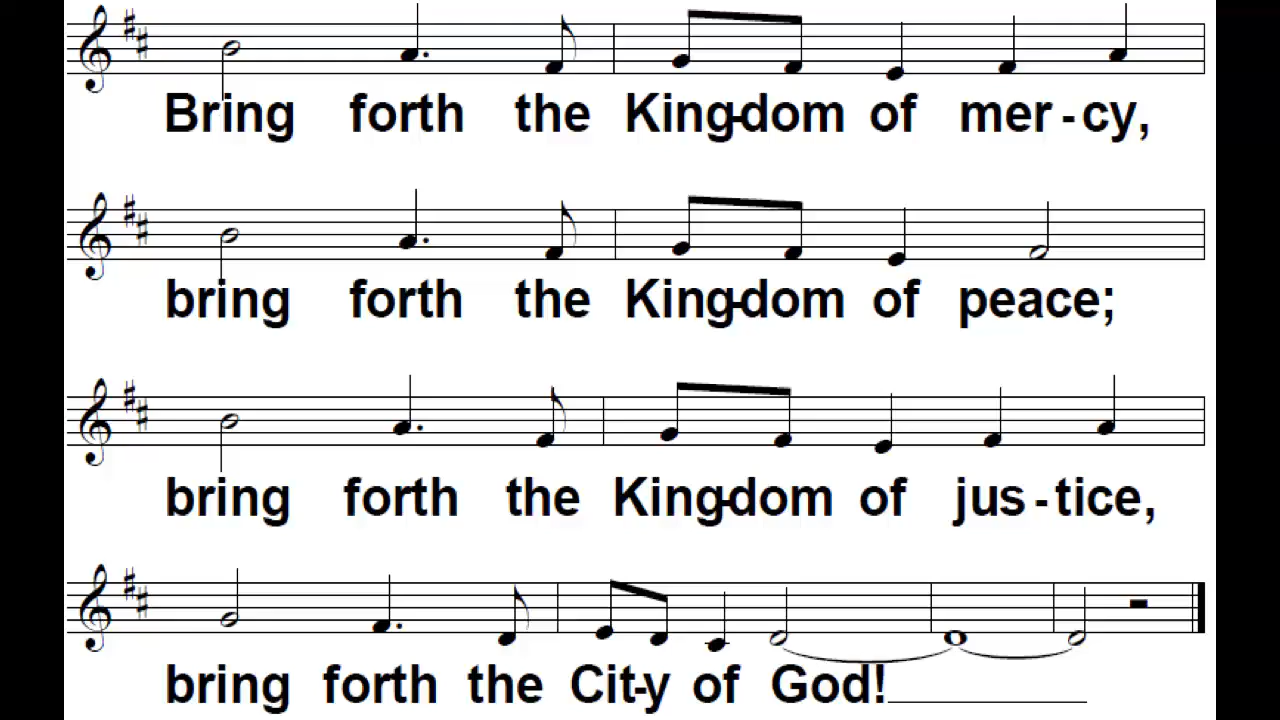 Bring forth the King-dom of mer-cy,
bring forth the King-dom of peace;
bring forth the King-dom of jus-tice,
bring forth the Cit-y of God!